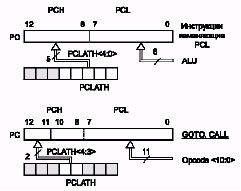 PCH PCL
12 8 7 0
Инструкции
изменяющие
PCL
PC
5 PCLATH<4:0> 8
ALU
PCLATH
PCH PCL
12 11 10 8 7 0
PC GOTO, CALL
2 PCLATH<4:3> 11
Opcode <10:0>
PCLATH